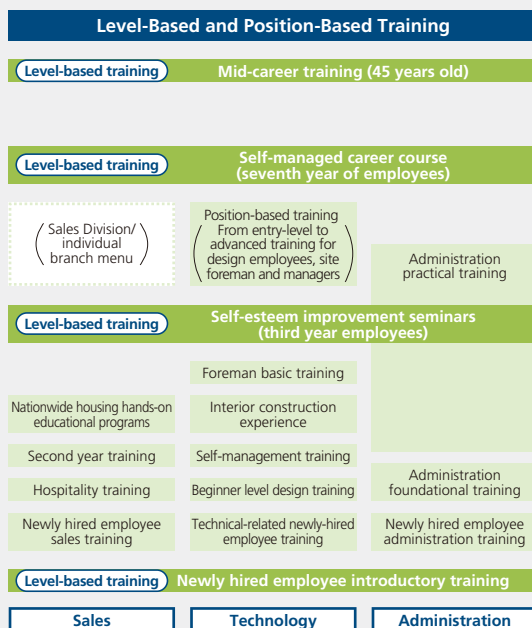 Level-Based and Position-Based Training
Level-based training Mid-career training (45 years old)
Level-based training Self-managed career course
(seventh year of employees)
Sales Division/
individual
branch menu
Position-based training
From entry-level to
advanced training for
design employees, site
foreman and managers
Administration
practical training
Level-based training Self-esteem improvement seminars
(third year employees)
Foreman basic training
Nationwide housing hands-on
educational programs
Interior construction
experience
Second year training
Self-management training
Hospitality training
Beginner level design training
Administration
foundational training
Newly hired employee
sales training
Technical-related newly-hired
employee training
Newly hired employee
administration training
Level-based training Newly hired employee introductory training
Sales
Technology
Administration